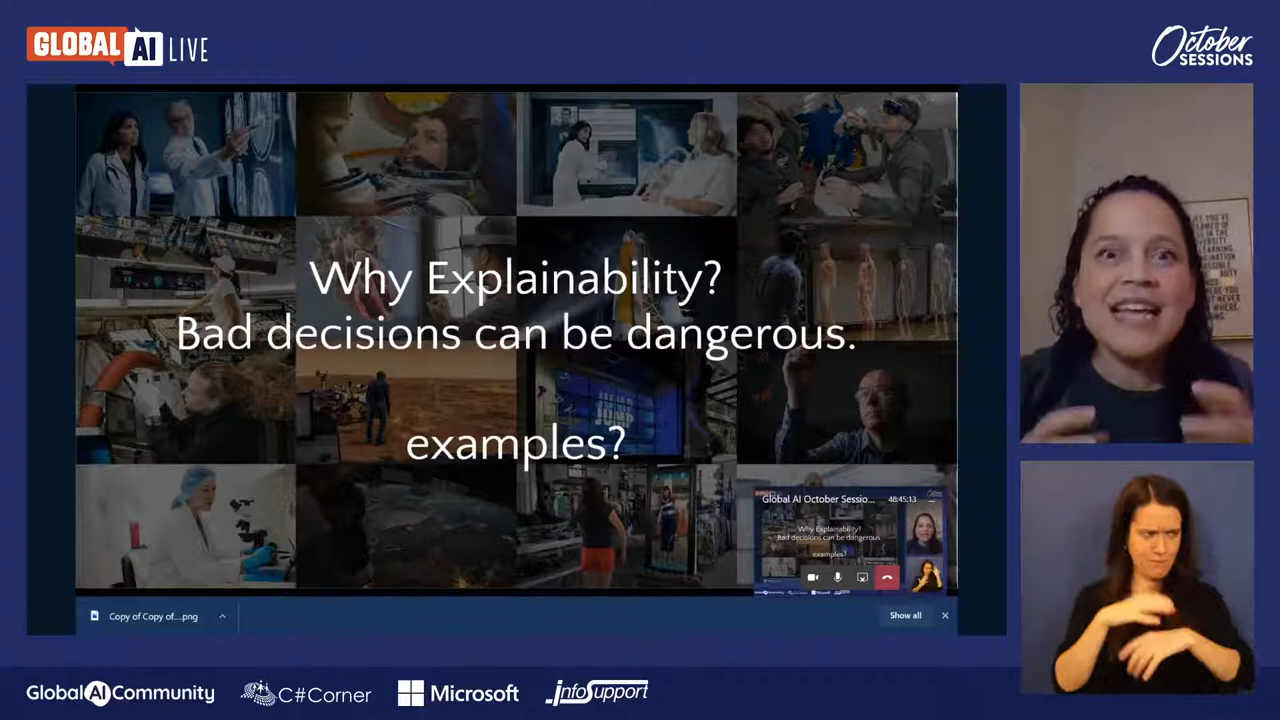 GLOBAL AI LIVE
October
SESSIONS
Why Explainability?
Bad decisions can be dangerous.
examples?
Global AI October Sessio... 48:45:13
Why Explainability?
Bad decisions can be dangerous
examples?
Copy of Copy of....png
Show all
Global AI Community
C#Corner
Microsoft
InfoSupport